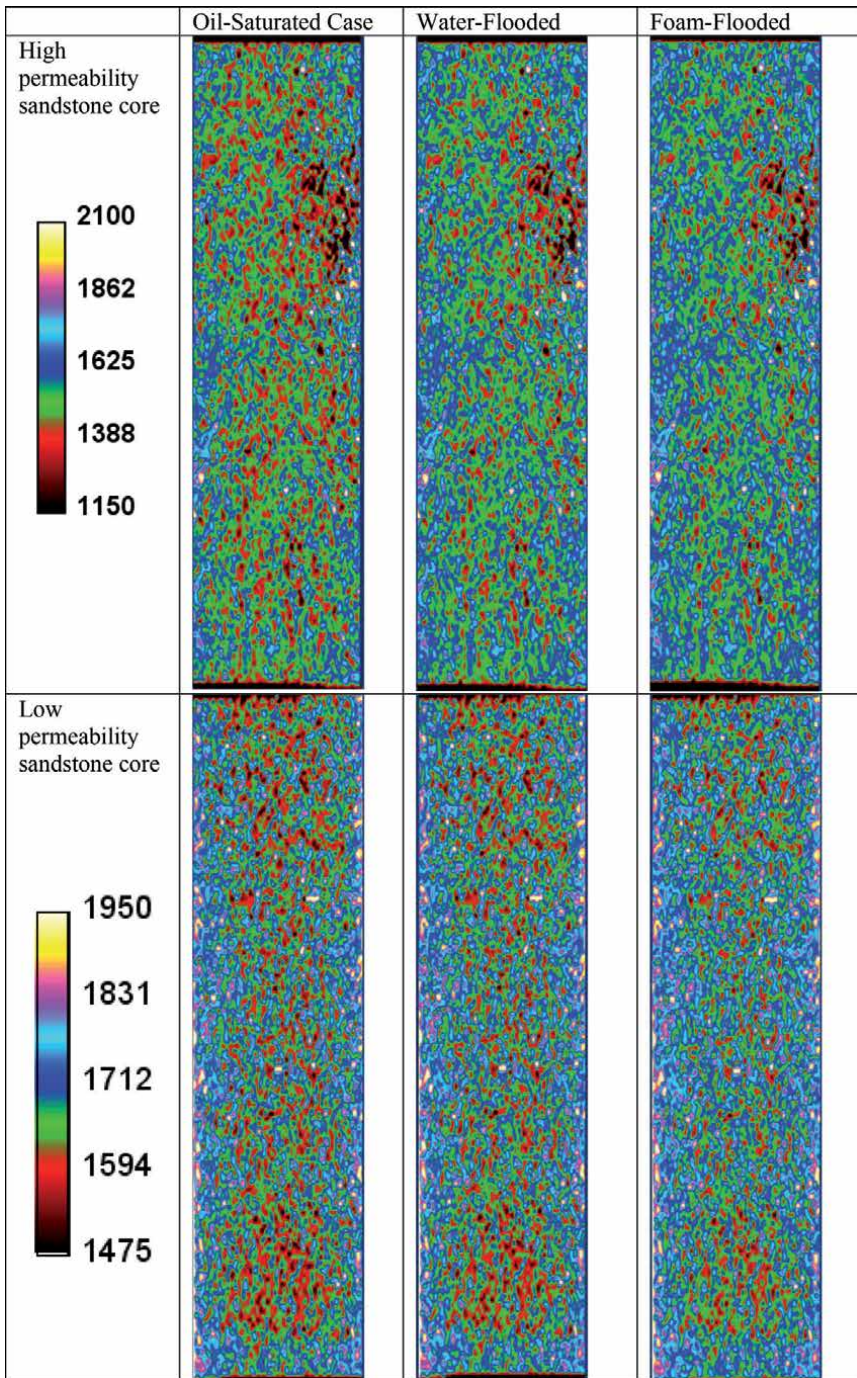 Oil-Saturated Case Water-Flooded Foam-Flooded
High
permeability
sandstone core
2100
1862
1625
1388
1150
Low
permeability
sandstone core
1950
1831
1712
1594
1475